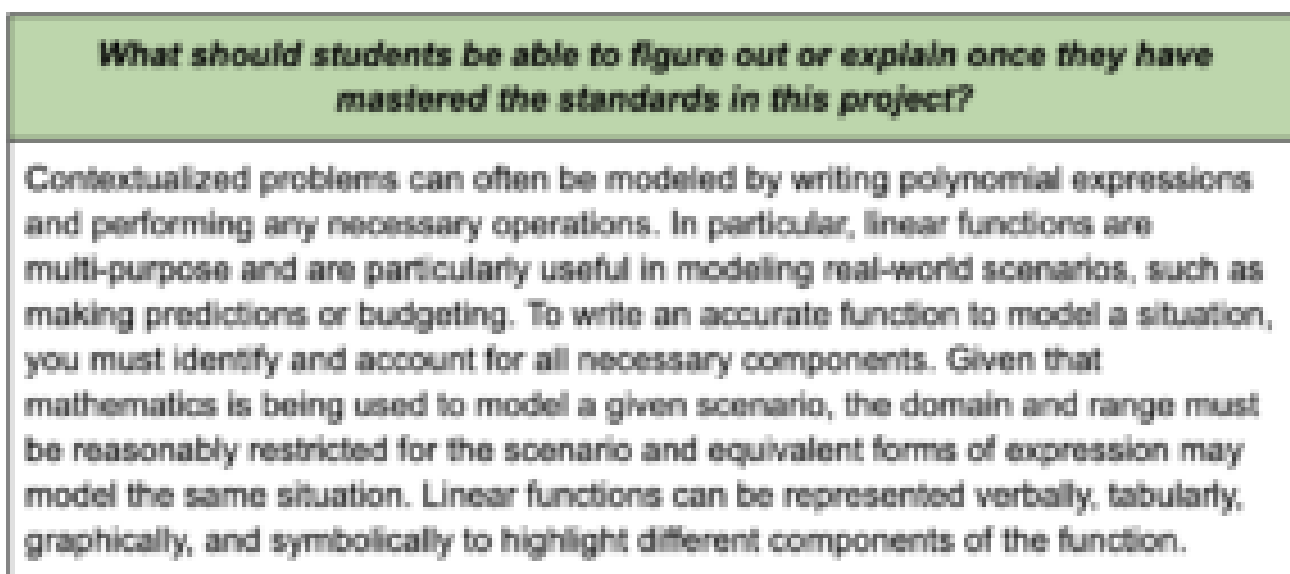 What should students be able to figure out or explain once they have
mastered the standards in this project?
Contextualized problems can often be modeled by writing polynomial expressions
and performing any necessary operations. In particular, linear functions are
multi-purpose and are particularly useful in modeling real-world scenarios, such as
making predictions or budgeting. To write an accurate function to model a situation,
you must identify and account for all necessary components. Given that
mathematics is being used to model a given scenario, the domain and range must
be reasonably restricted for the scenario and equivalent forms of expression may
model the same situation. Linear functions can be represented verbally, tabularly,
graphically, and symbolically to highlight different components of the function.